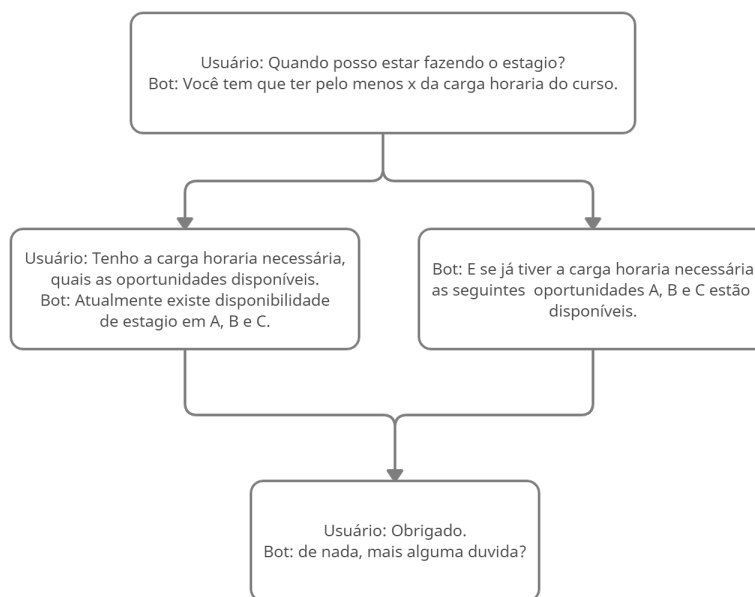 Usuário: Quando posso estar fazendo o estagio?
Bot: Você tem que ter pelo menos x da carga horaria do curso.
Usuário: Tenho a carga horaria necessária,
quais as oportunidades disponíveis.
Bot: Atualmente existe disponibilidade
de estagio em A, B e C.
Bot: E se já tiver a carga horaria necessária
as seguintes oportunidades A, B e C estão
disponíveis.
Usuário: Obrigado.
Bot: de nada, mais alguma duvida?